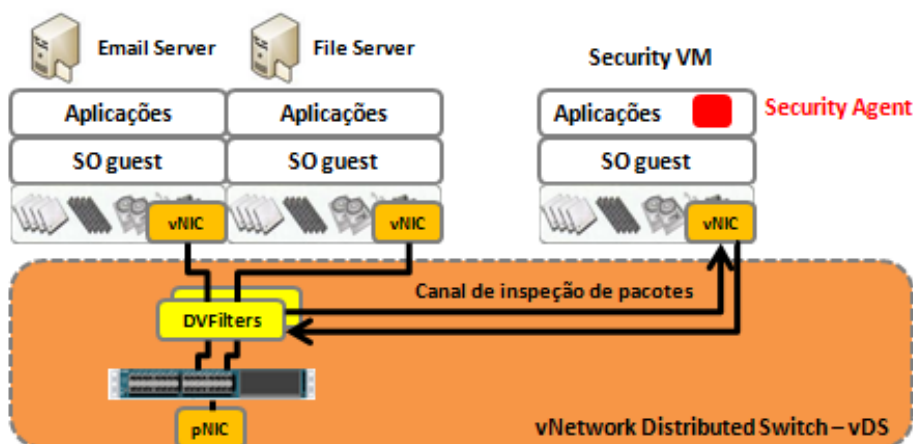 Email Server
File Server
Security VM
Aplicações
Aplicações
Aplicações
Security Agent
SO guest
SO guest
SO guest
vNIC
vNIC
vNIC
Canal de inspeção de pacotes
DVFilters
pNIC
vNetwork Distributed Switch – vDS